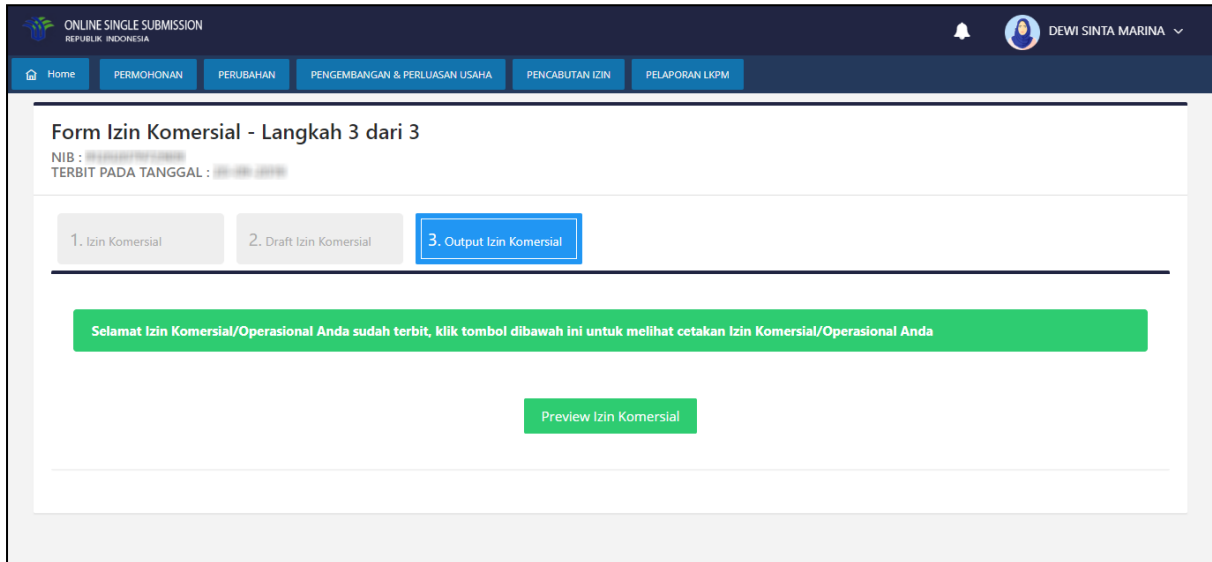 ONLINE SINGLE SUBMISSION
REPUBLIK INDONESIA
DEWI SINTA MARINA
Home PERMOHONAN PERUBAHAN PENGEMBANGAN & PERLUASAN USAHA PENCABUTAN IZIN PELAPORAN LKPM
Form Izin Komersial - Langkah 3 dari 3
NIB :
TERBIT PADA TANGGAL :
1. Izin Komersial 2. Draft Izin Komersial 3. Output Izin Komersial
Selamat Izin Komersial/Operasional Anda sudah terbit, klik tombol dibawah ini untuk melihat cetakan Izin Komersial/Operasional Anda
Preview Izin Komersial